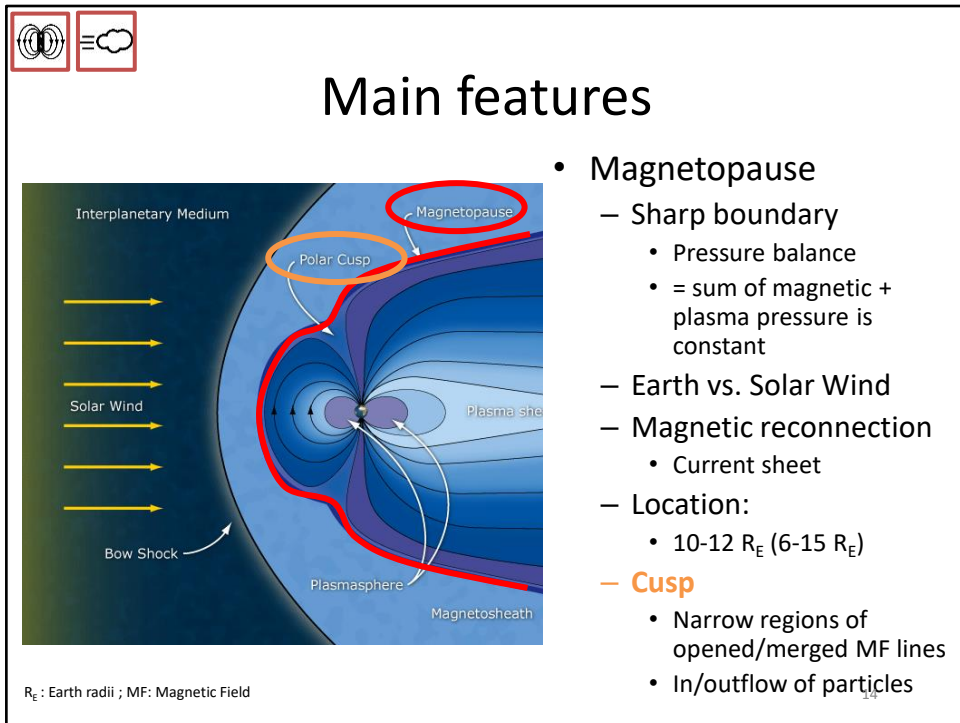 Main features
Interplanetary Medium
Magnetopause
Polar Cusp
Solar Wind
Plasma she
Bow Shock
Plasmasphere
Magnetosheath
• Magnetopause
– Sharp boundary
• Pressure balance
• = sum of magnetic +
plasma pressure is
constant
– Earth vs. Solar Wind
– Magnetic reconnection
• Current sheet
– Location:
• 10-12 R_E (6-15 R_E)
– Cusp
• Narrow regions of
opened/merged MF lines
• In/outflow of particles
R_E : Earth radii ; MF: Magnetic Field
14